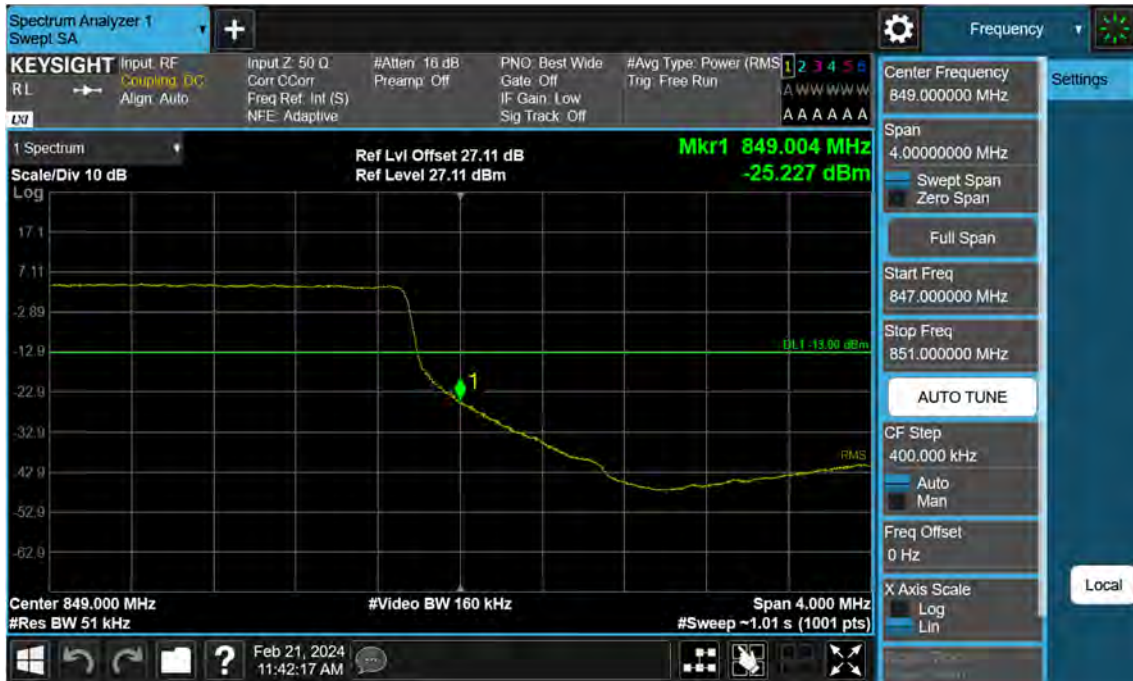 Spectrum Analyzer 1
Swept SA
+
Frequency
KEYSIGHT
RL
LXI
Input: RF
Coupling: DC
Align: Auto
Input Z: 50 Ω
Corr CCorr
Freq Ref: Int (S)
NFE: Adaptive
#Atten: 16 dB
Preamp: Off
PNO: Best Wide
Gate: Off
IF Gain: Low
Sig Track: Off
#Avg Type: Power (RMS
Trig: Free Run
1 2 3 4 5 6
A W W W W W
A A A A A A
1 Spectrum
Scale/Div 10 dB
Ref Lvl Offset 27.11 dB
Ref Level 27.11 dBm
Mkr1 849.004 MHz
-25.227 dBm
Log
17.1
7.11
-2.89
-12.9
-22.9
-32.9
-42.9
-52.9
-62.9
DL1 -13.00 dBm
1
RMS
Center 849.000 MHz
#Res BW 51 kHz
#Video BW 160 kHz
Span 4.000 MHz
#Sweep ~1.01 s (1001 pts)
Center Frequency
849.000000 MHz
Settings
Span
4.00000000 MHz
Swept Span
Zero Span
Full Span
Start Freq
847.000000 MHz
Stop Freq
851.000000 MHz
AUTO TUNE
CF Step
400.000 kHz
Auto
Man
Freq Offset
0 Hz
X Axis Scale
Log
Lin
Local
?
Feb 21, 2024
11:42:17 AM